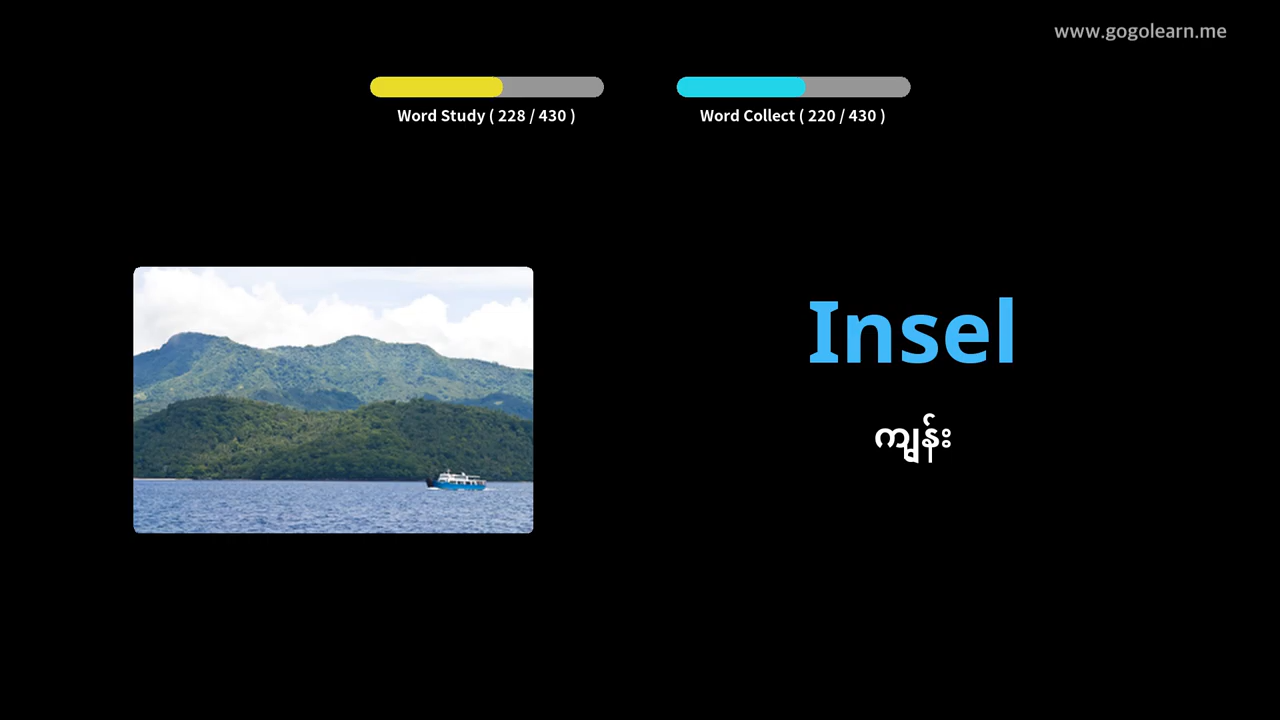 www.gogolearn.me
Word Study ( 228 / 430 )
Word Collect ( 220 / 430 )
Insel
ကျွန်း